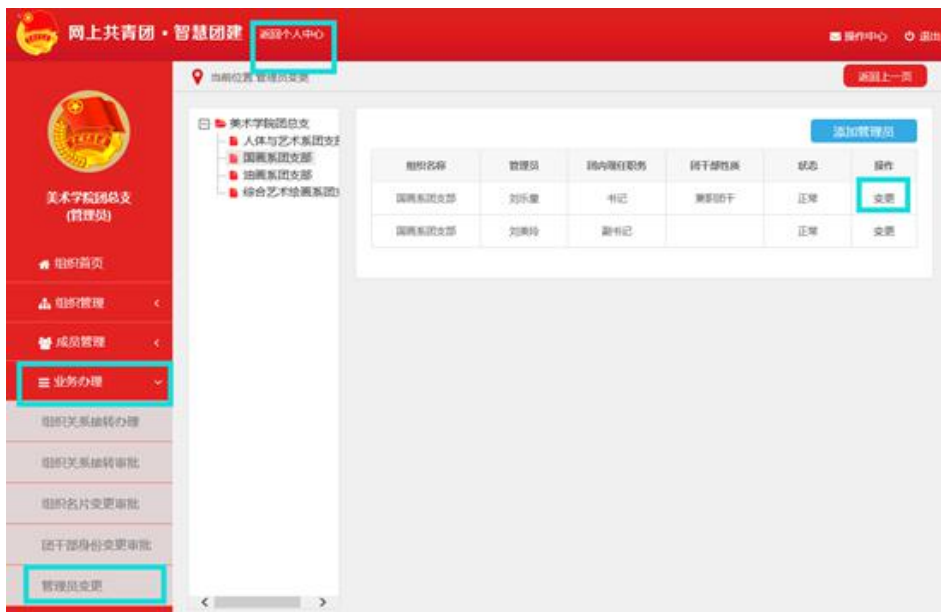 网上共青团·智慧团建 返回个人中心
操作中心 退出
当前位置 管理员变更
返回上一页
美术学院团总支
(管理员)
组织首页
组织管理
成员管理
业务办理
组织关系接转办理
组织关系接转审批
组织名片变更审批
团干部身份变更审批
管理员变更
美术学院团总支
人体与艺术系团支部
国画系团支部
油画系团支部
综合艺术绘画系团
添加管理员
组织名称 管理员 团内现任职务 团干部性质 状态 操作
国画系团支部 书记 兼职团干 正常 变更
国画系团支部 副书记 正常 变更